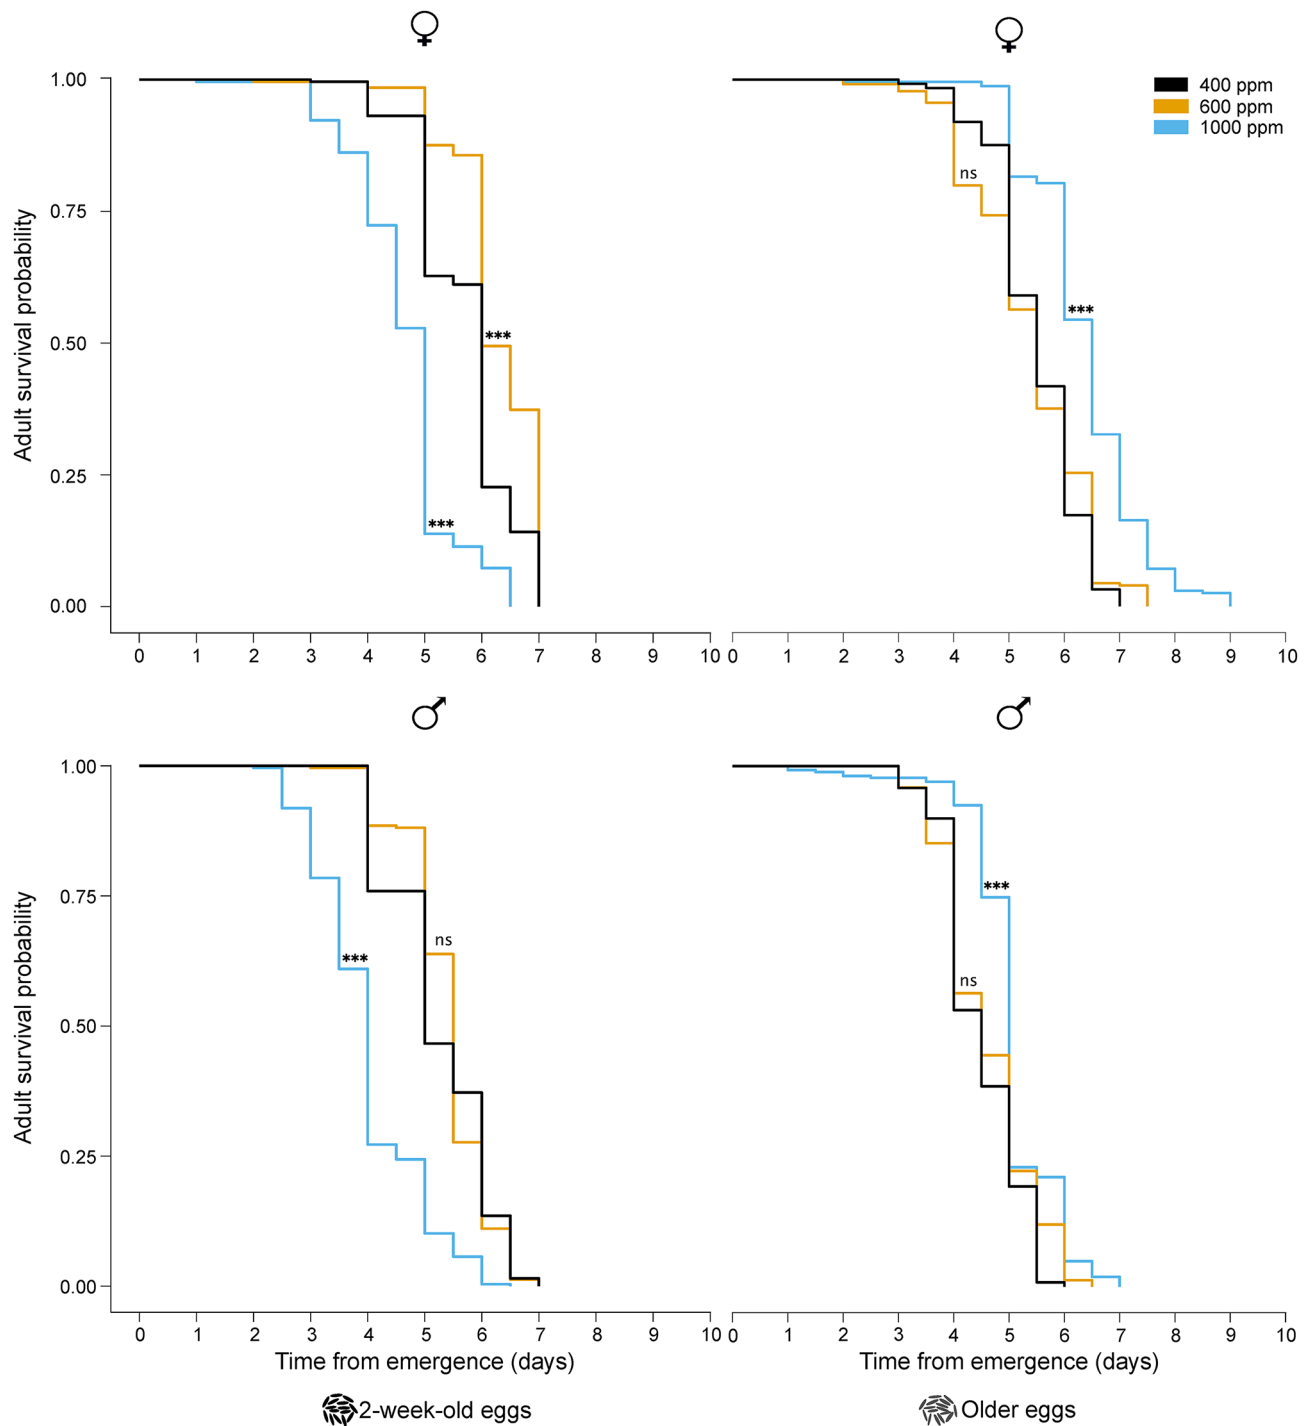 ♀
♀
400 ppm
600 ppm
1000 ppm
Adult survival probability
1.00
0.75
0.50
0.25
0.00
***
***
0 1 2 3 4 5 6 7 8 9 10
ns
***
0 1 2 3 4 5 6 7 8 9 10
♂
♂
Adult survival probability
1.00
0.75
0.50
0.25
0.00
ns
***
0 1 2 3 4 5 6 7 8 9 10
Time from emergence (days)
2-week-old eggs
***
ns
0 1 2 3 4 5 6 7 8 9 10
Time from emergence (days)
Older eggs